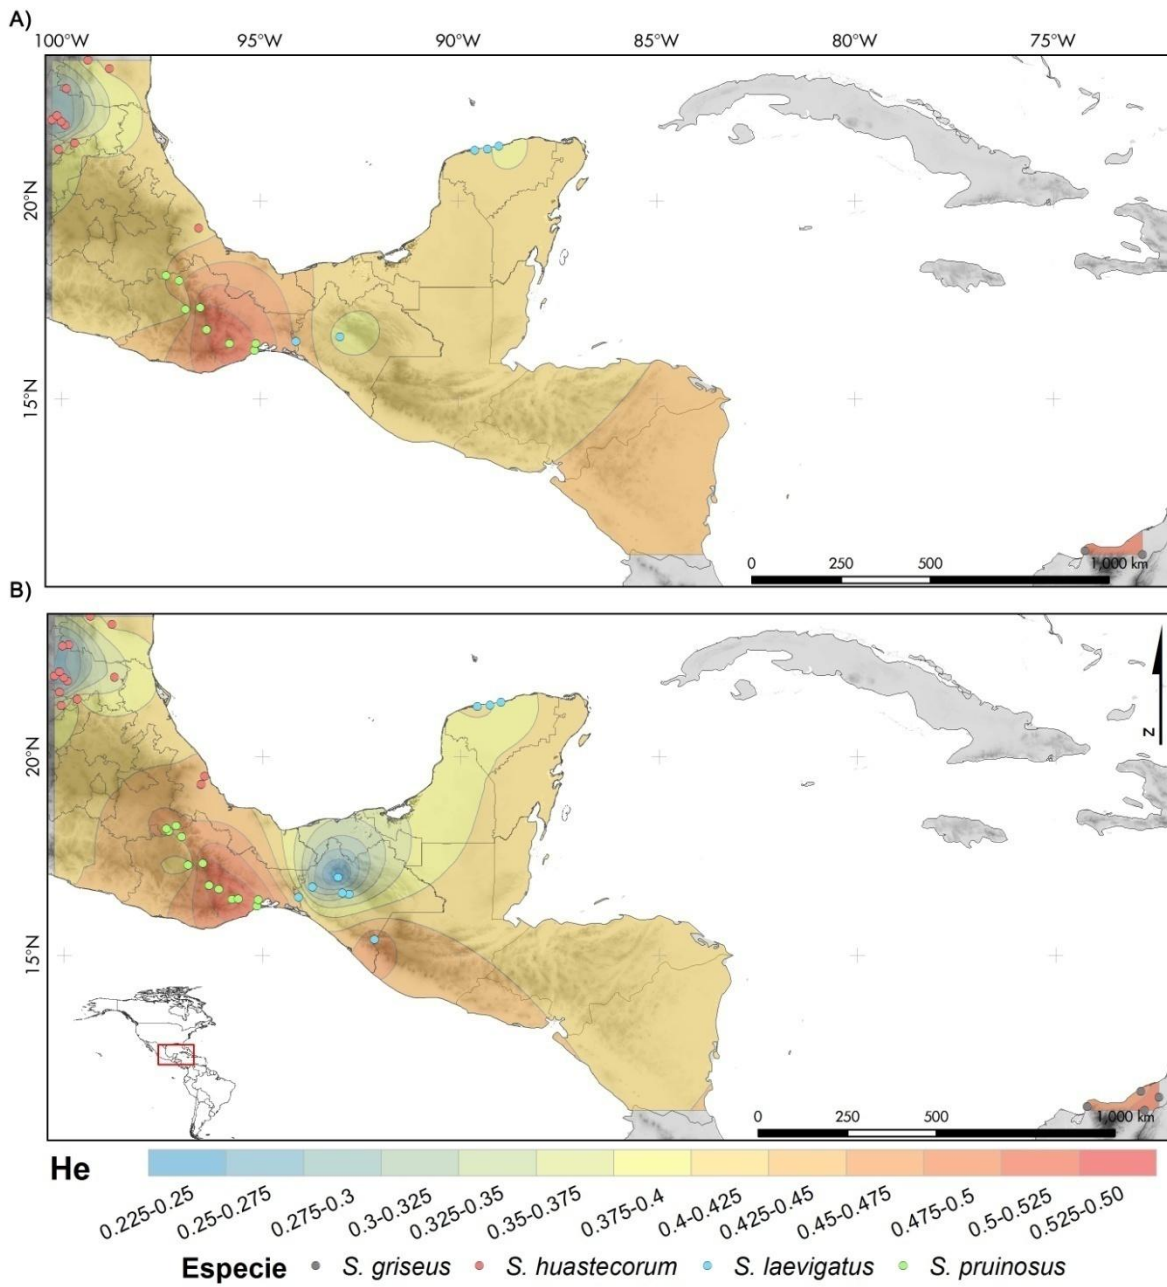 A)
100°W 95°W 90°W 85°W 80°W 75°W
20°N
15°N
0 250 500 1,000 km
B)
N
20°N
15°N
0 250 500 1,000 km
He
0.225-0.25 0.25-0.275 0.275-0.3 0.3-0.325 0.325-0.35 0.35-0.375 0.375-0.4 0.4-0.425 0.425-0.45 0.45-0.475 0.475-0.5 0.5-0.525 0.525-0.50
Especie S. griseus S. huastecorum S. laevigatus S. pruinosus